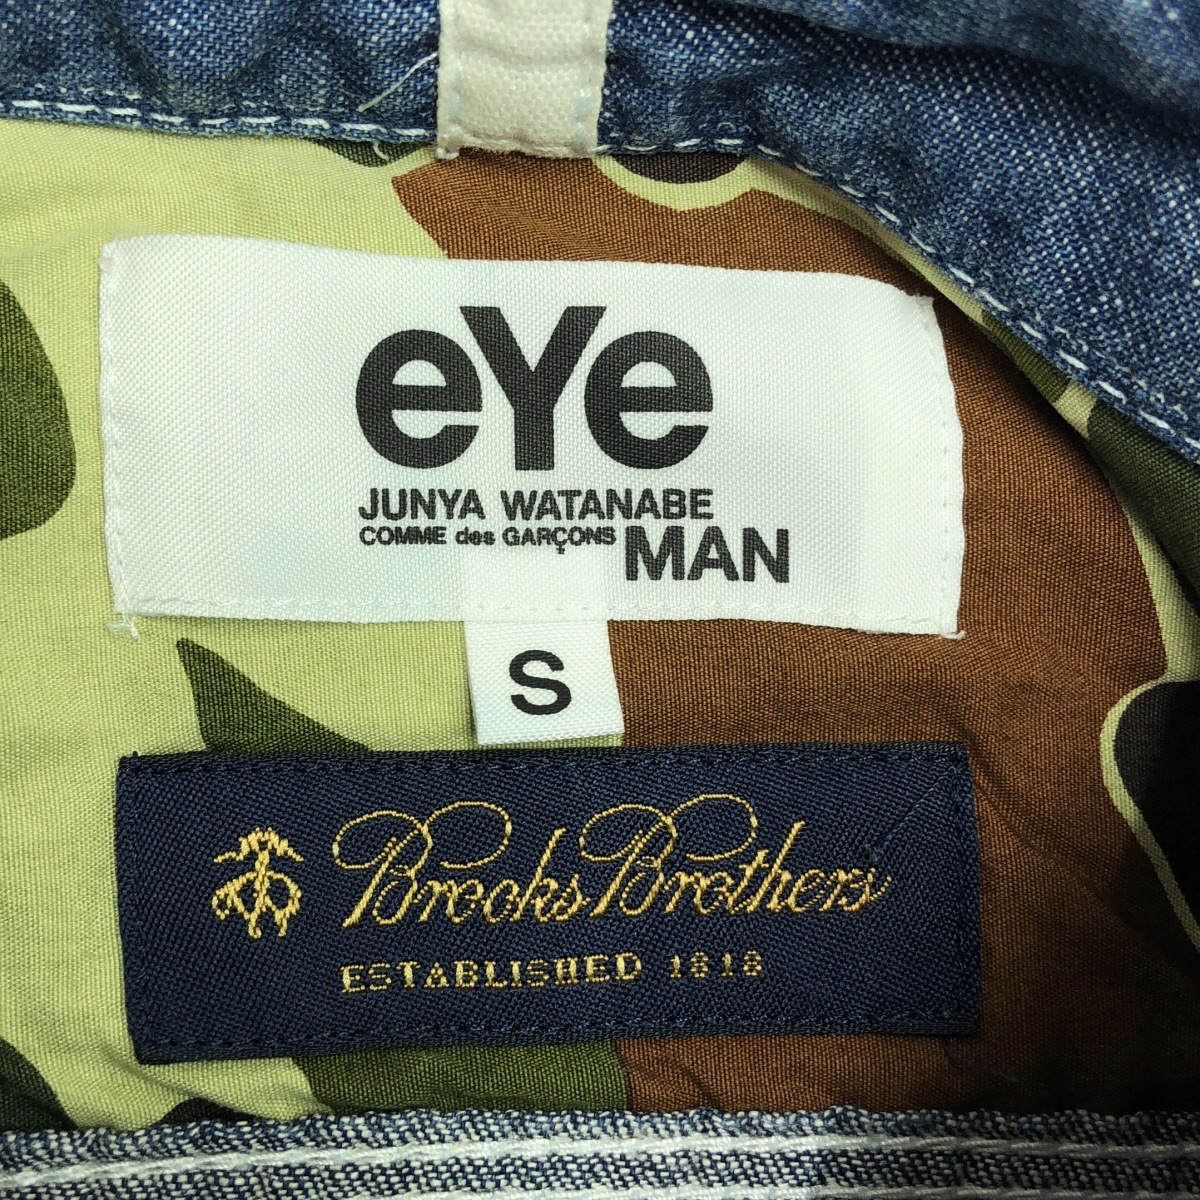 eYe
JUNYA WATANABE
COMME des GARÇONS MAN
S
Brooks Brothers
ESTABLISHED 1818